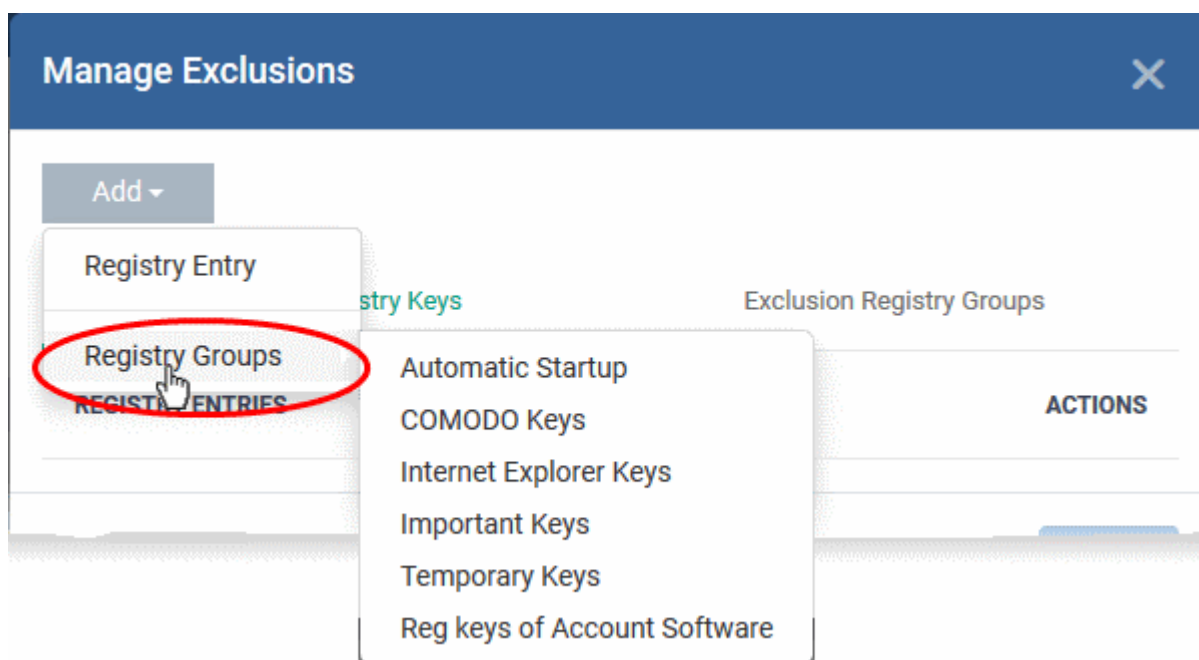 Manage Exclusions
Add
Registry Entry
stry Keys
Exclusion Registry Groups
Registry Groups
Automatic Startup
ENTRIES
ACTIONS
COMODO Keys
Internet Explorer Keys
Important Keys
Temporary Keys
Reg keys of Account Software